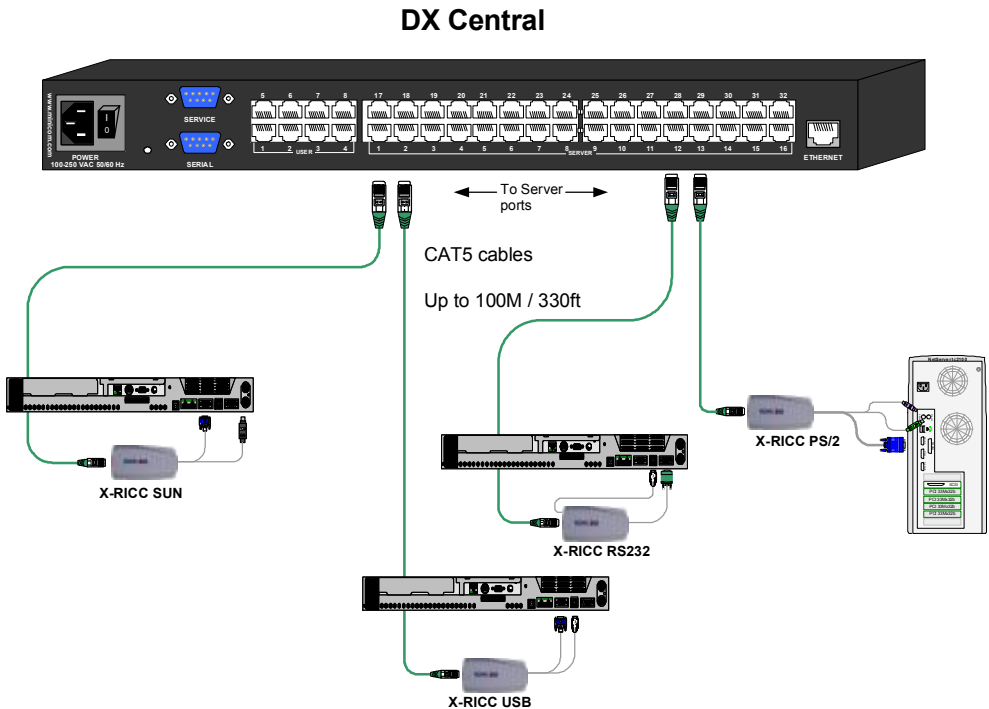 DX Central
www.minicom.com
POWER
100-250 VAC 50/60 Hz
I
0
SERVICE
SERIAL
5 6 7 8 17 18 19 20 21 22 23 24 25 26 27 28 29 30 31 32
1 2 3 4 1 2 3 4 5 6 7 8 9 10 11 12 13 14 15 16
USER
SERVER
ETHERNET
To Server
ports
CAT5 cables
Up to 100M / 330ft
X-RICC SUN
X-RICC RS232
X-RICC USB
X-RICC PS/2